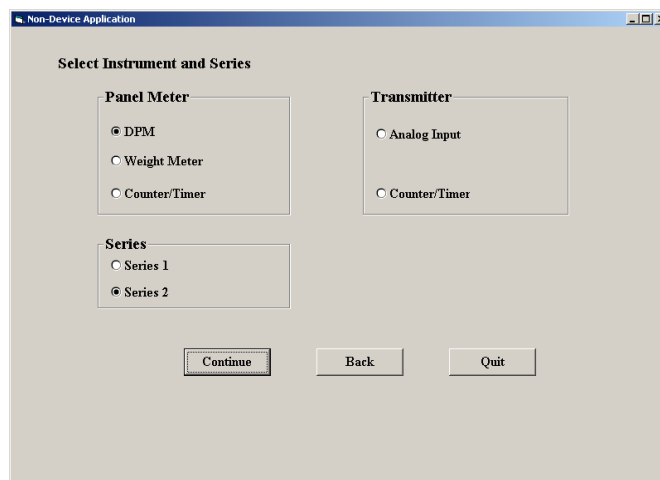 Non-Device Application
Select Instrument and Series
Panel Meter
DPM
Weight Meter
Counter/Timer
Transmitter
Analog Input
Counter/Timer
Series
Series 1
Series 2
Continue
Back
Quit